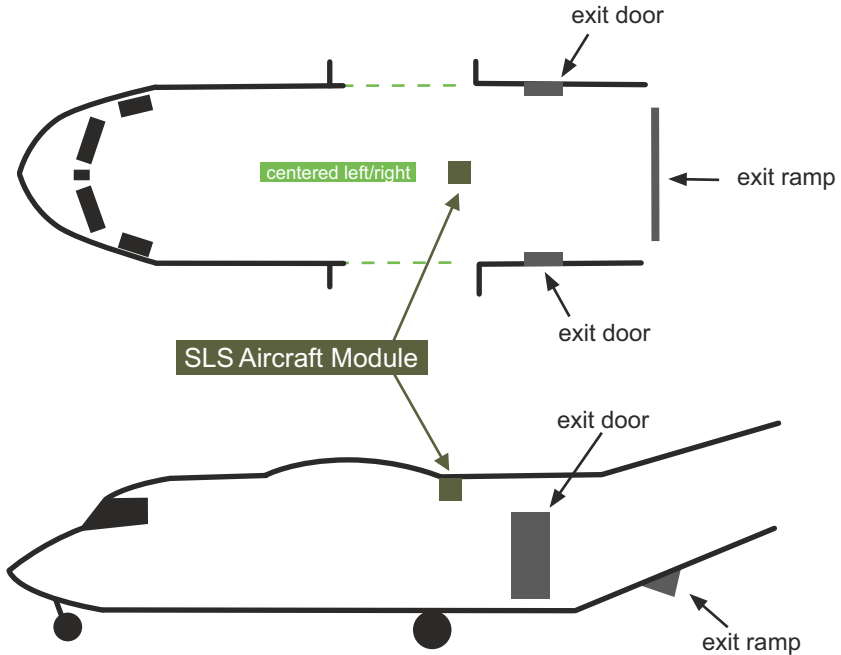 exit door
centered left/right
exit ramp
exit door
SLS Aircraft Module
exit door
exit ramp